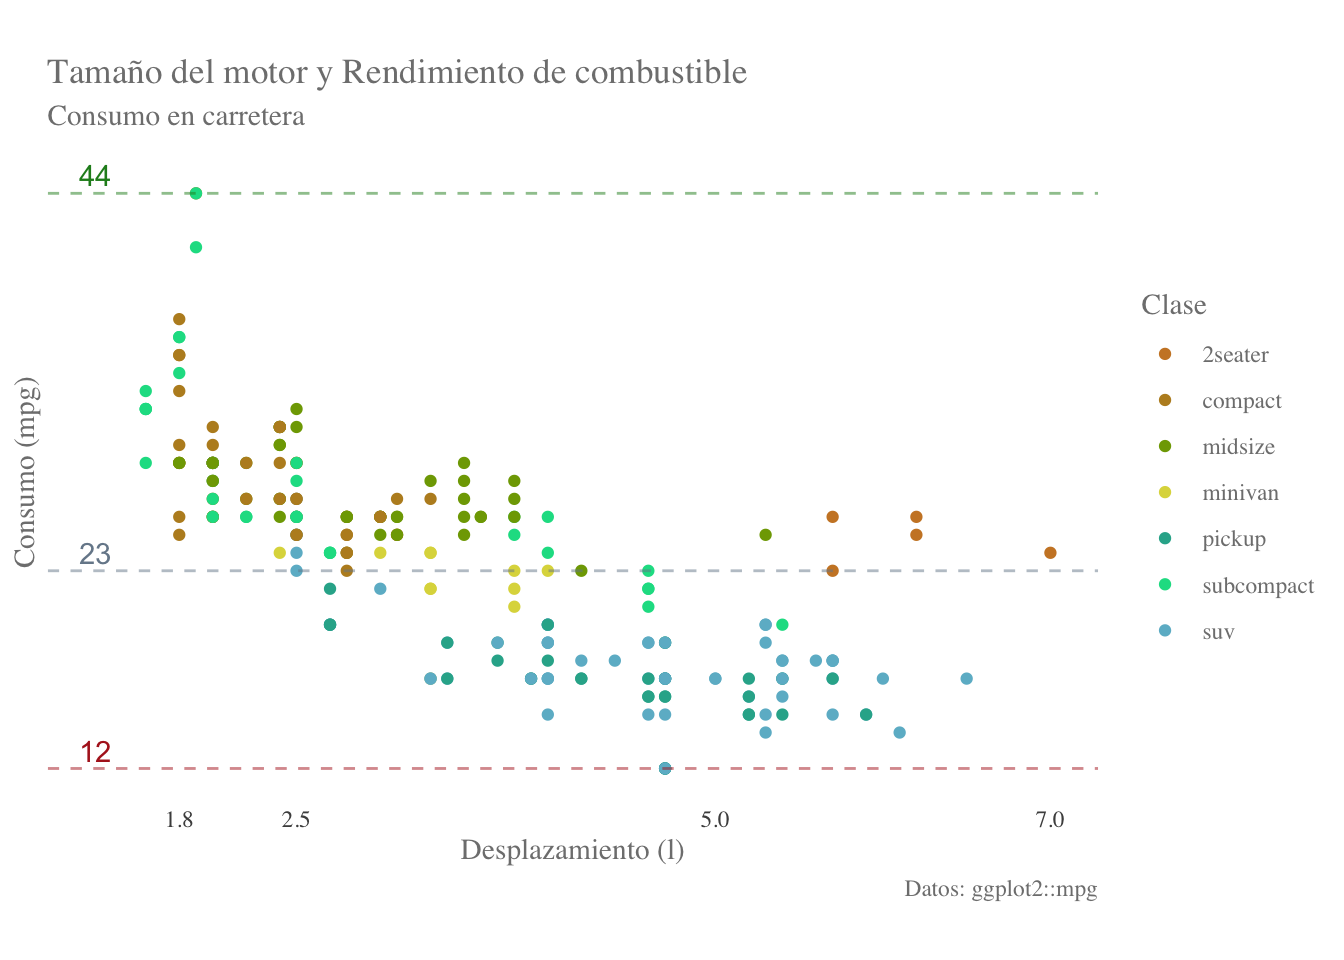 Tamaño del motor y Rendimiento de combustible
Consumo en carretera
44
23
12
Consumo (mpg)
1.8 2.5 5.0 7.0
Desplazamiento (l)
Datos: ggplot2::mpg
Clase
2seater
compact
midsize
minivan
pickup
subcompact
suv